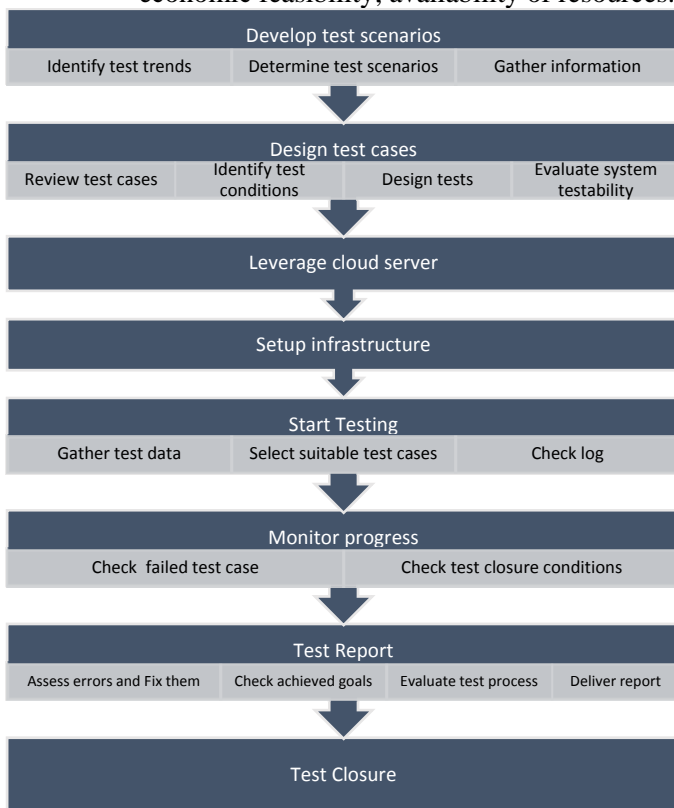 economic feasibility, availability of resources.
Develop test scenarios
Identify test trends Determine test scenarios Gather information
Design test cases
Review test cases Identify test conditions Design tests Evaluate system testability
Leverage cloud server
Setup infrastructure
Start Testing
Gather test data Select suitable test cases Check log
Monitor progress
Check failed test case Check test closure conditions
Test Report
Assess errors and Fix them Check achieved goals Evaluate test process Deliver report
Test Closure